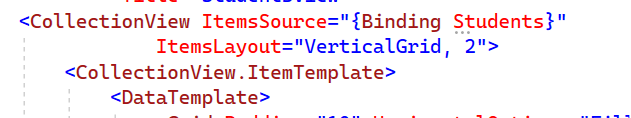 <CollectionView ItemsSource="{Binding Students}"
ItemsLayout="VerticalGrid, 2">
<CollectionView.ItemTemplate>
<DataTemplate>